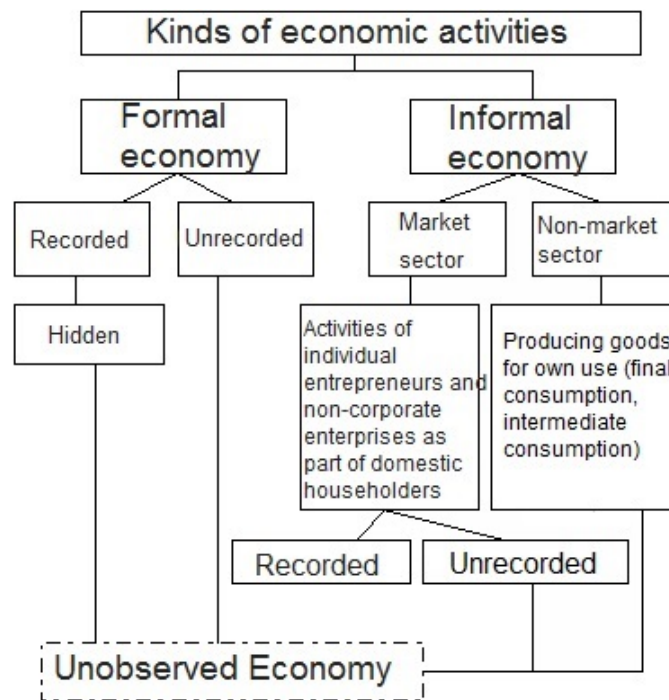 Kinds of economic activities
Formal
economy
Informal
economy
Recorded
Unrecorded
Market
sector
Non-market
sector
Hidden
Activities of
individual
entrepreneurs and
non-corporate
enterprises as
part of domestic
householders
Producing goods
for own use (final
consumption,
intermediate
consumption)
Recorded
Unrecorded
Unobserved Economy